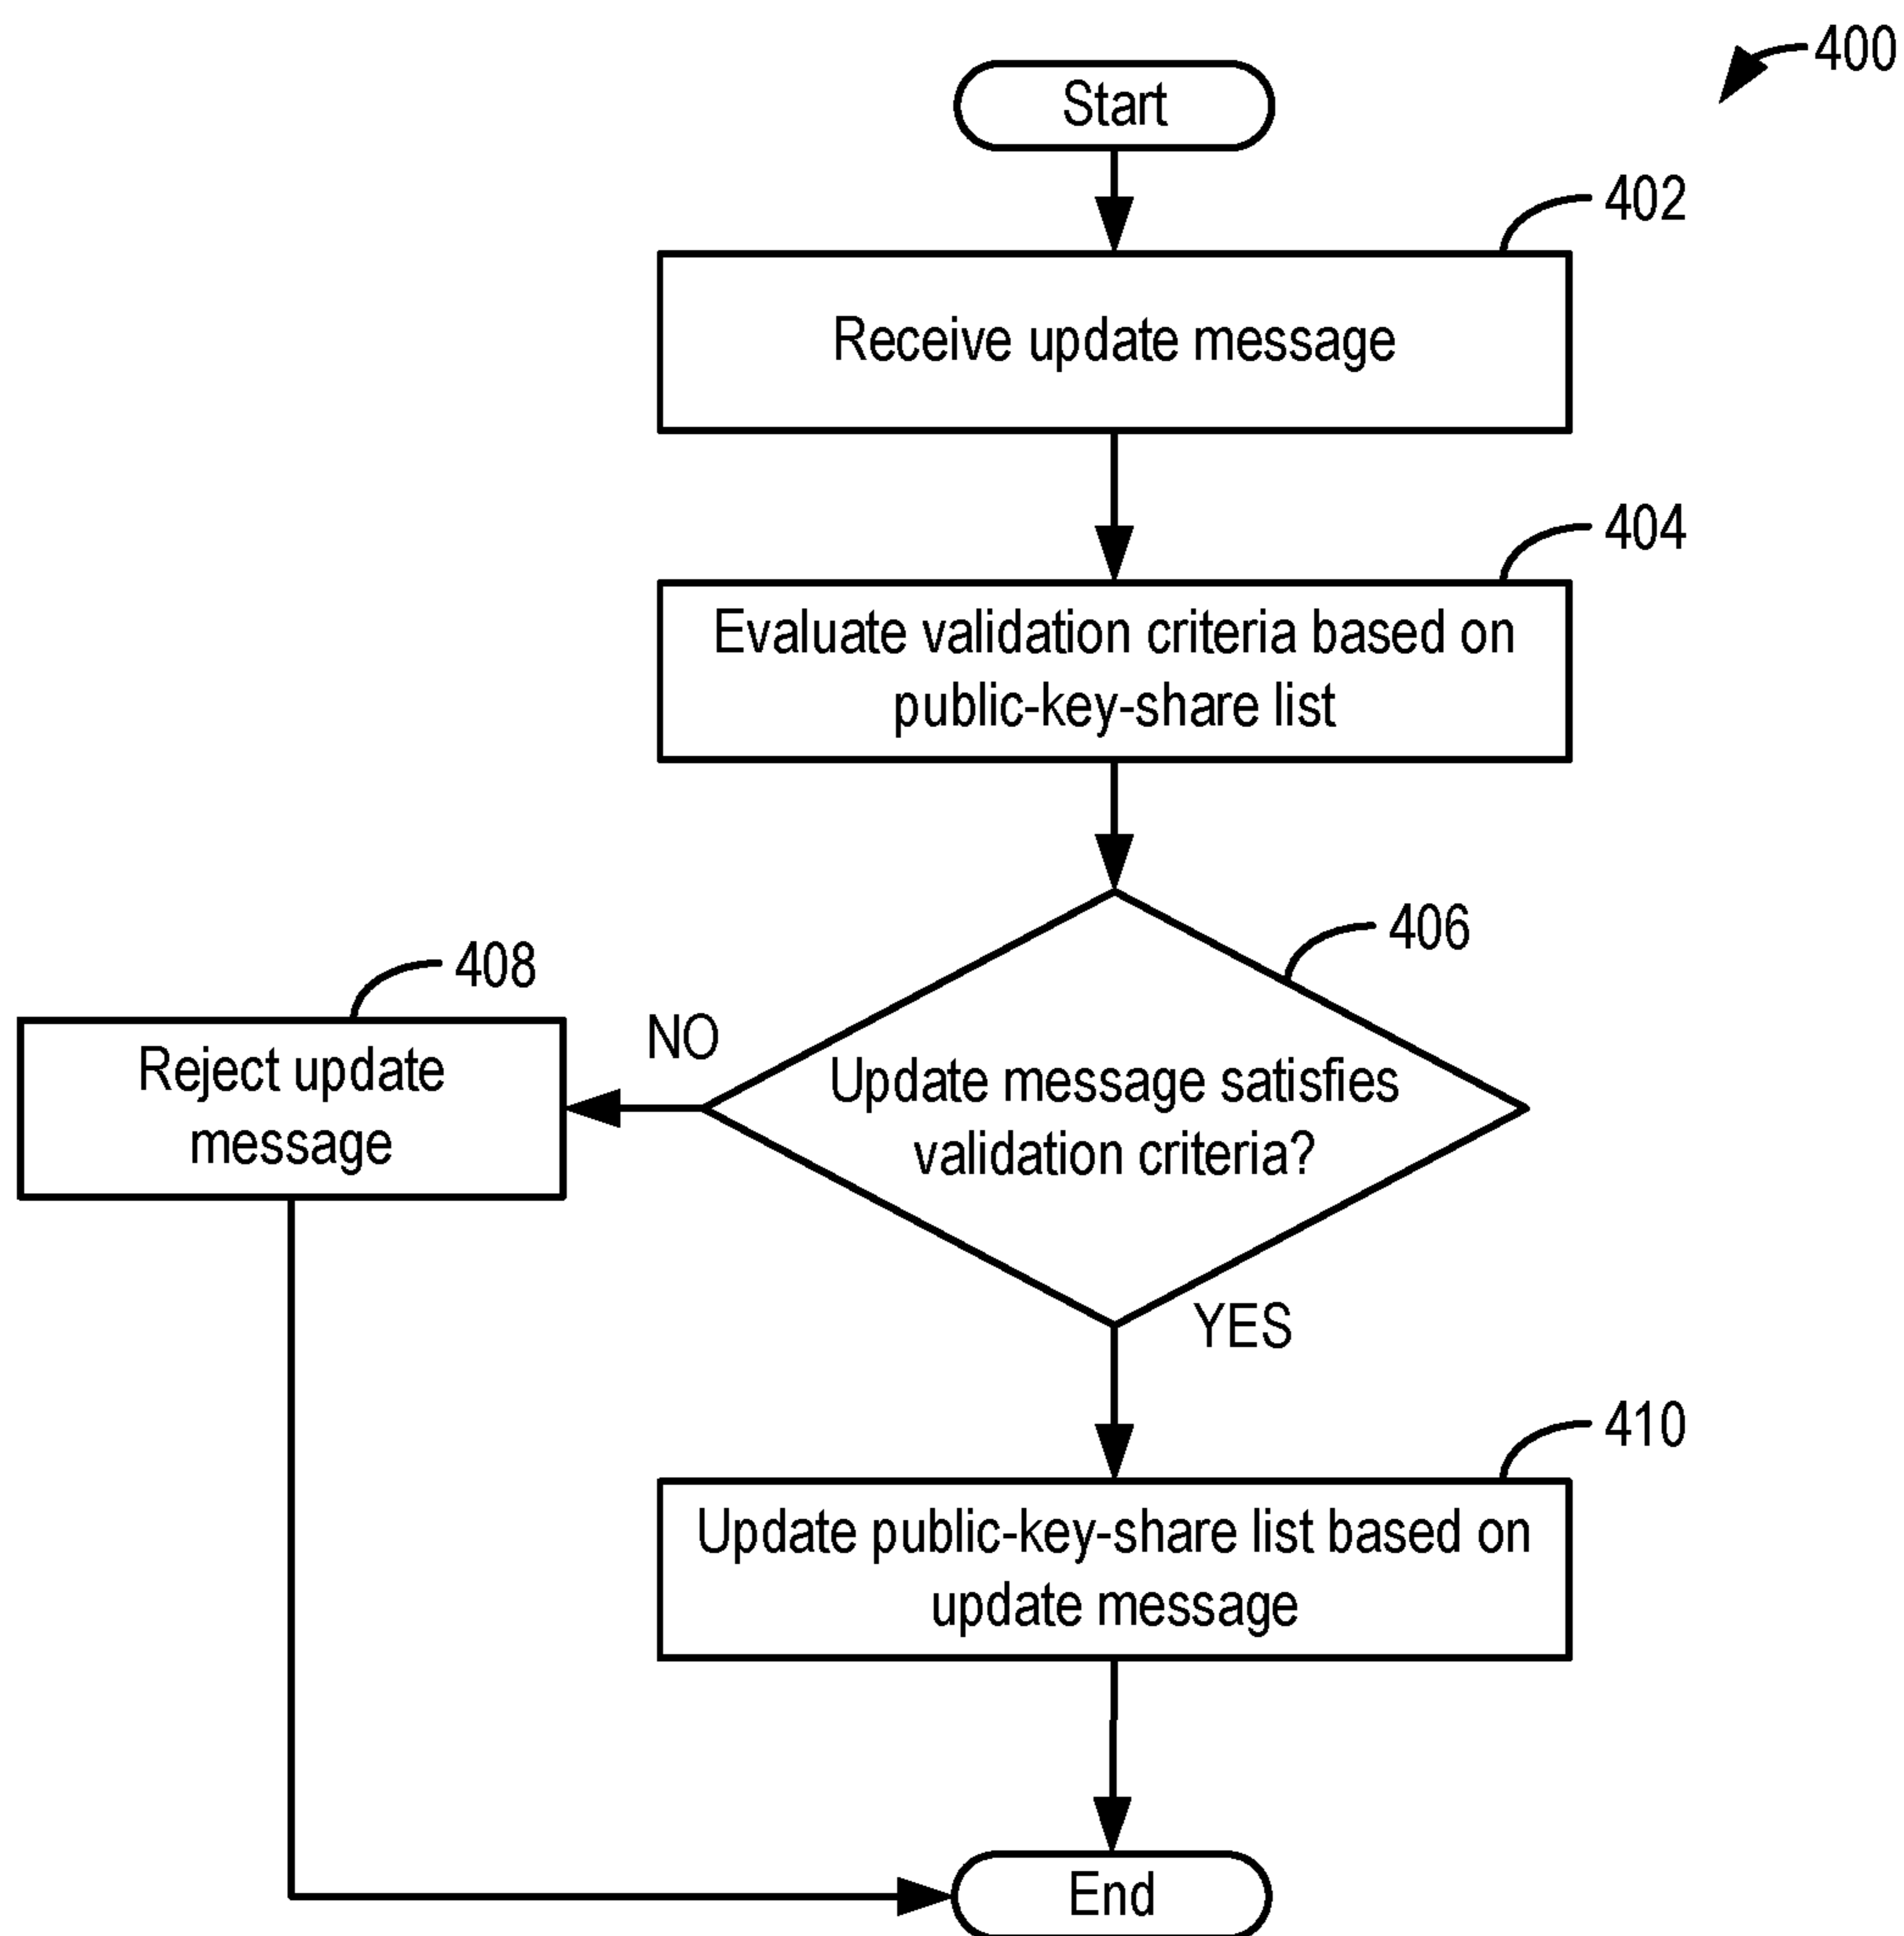 400
Start
402
Receive update message
404
Evaluate validation criteria based on
public-key-share list
406
408
NO
Reject update
message
Update message satisfies
validation criteria?
YES
410
Update public-key-share list based on
update message
End